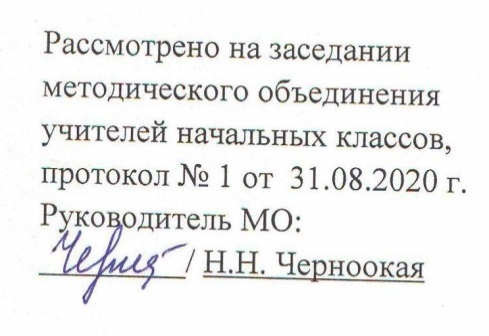 Рассмотрено на заседании
методического объединения
учителей начальных классов,
протокол № 1 от 31.08.2020 г.
Руководитель МО:
/ Н.Н. Черноокая